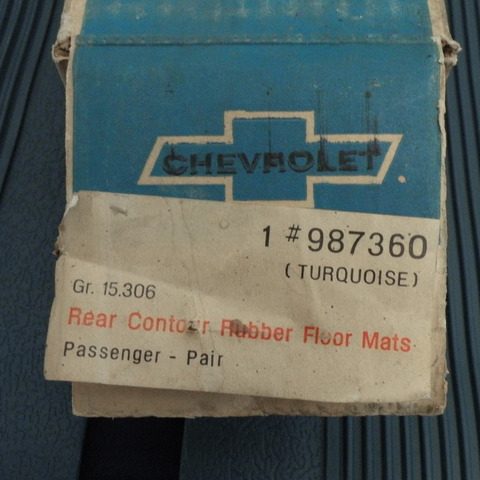 CHEVROLET
1 # 987360
(TURQUOISE)
Gr. 15.306
Rear Contour Rubber Floor Mats
Passenger - Pair